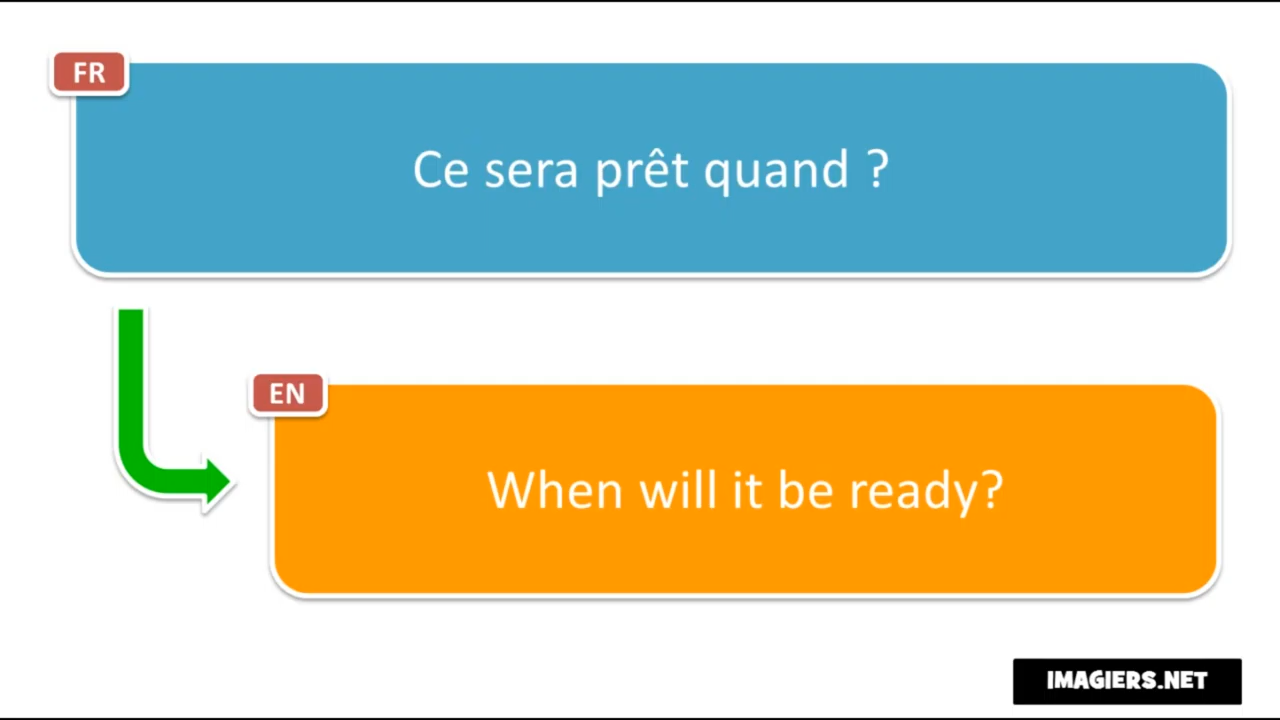 FR
Ce sera prêt quand ?
EN
When will it be ready?
IMAGIERS.NET